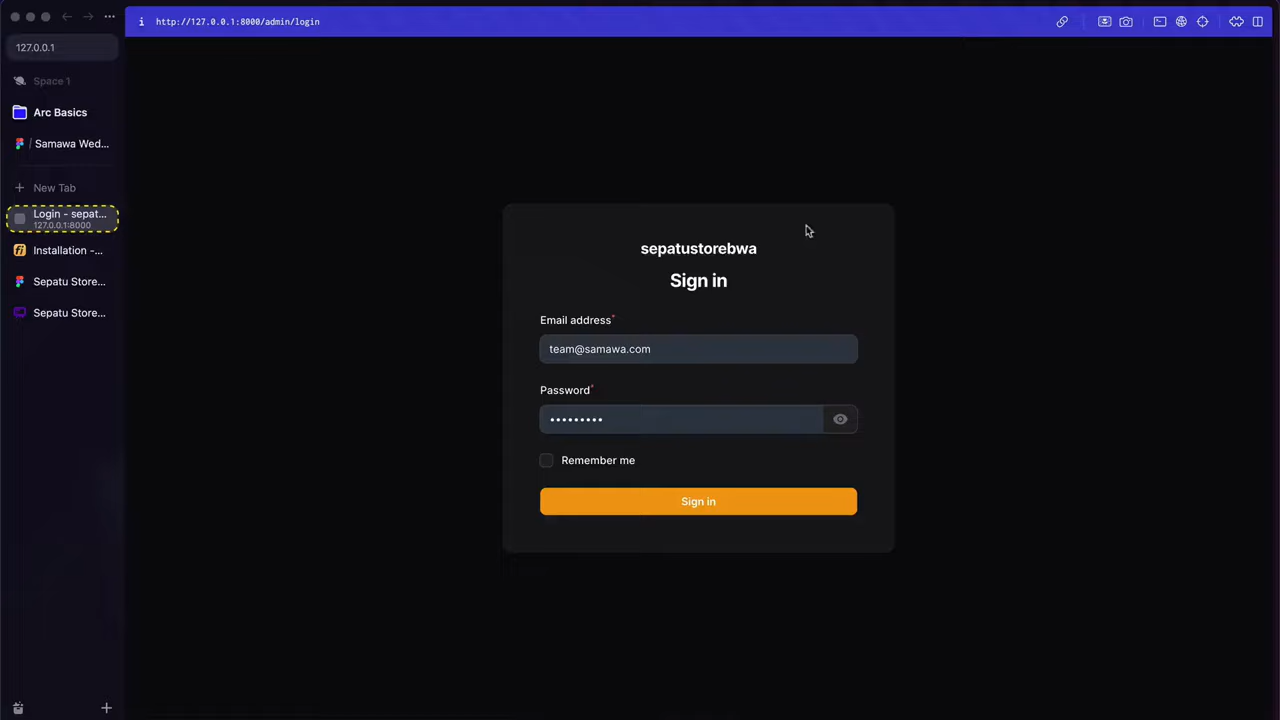 http://127.0.0.1:8000/admin/login
127.0.0.1
Space 1
Arc Basics
/ Samawa Wed...
+ New Tab
Login - sepat...
127.0.0.1:8000
Installation -...
Sepatu Store...
Sepatu Store...
sepatustorebwa
Sign in
Email address*
team@samawa.com
Password*
Remember me
Sign in